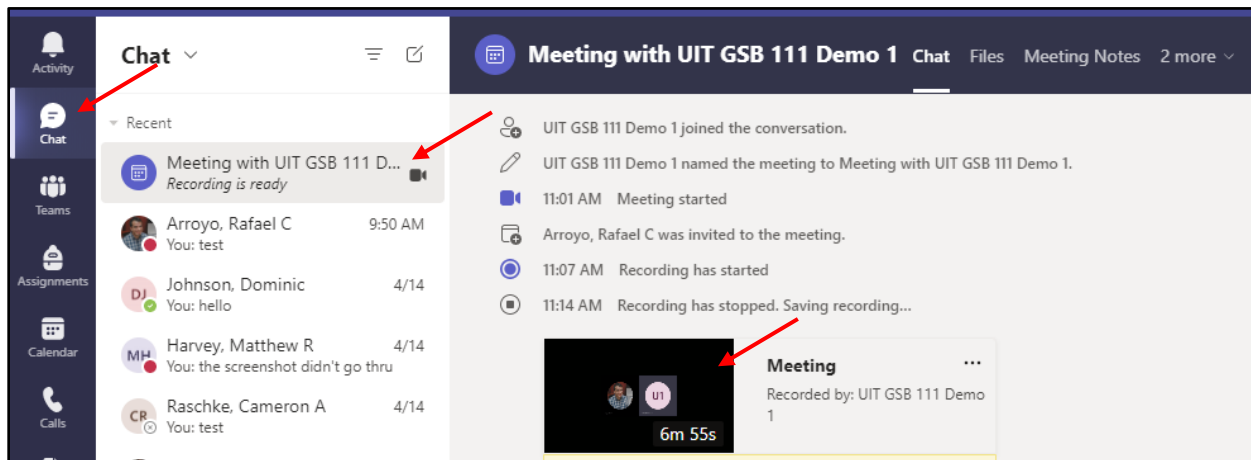 Activity
Chat
Teams
Assignments
Calendar
Calls
Chat
Recent
Meeting with UIT GSB 111 D...
Recording is ready
Arroyo, Rafael C 9:50 AM
You: test
DJ
Johnson, Dominic 4/14
You: hello
MH
Harvey, Matthew R 4/14
You: the screenshot didn't go thru
CR
Raschke, Cameron A 4/14
You: test
Meeting with UIT GSB 111 Demo 1 Chat Files Meeting Notes 2 more
UIT GSB 111 Demo 1 joined the conversation.
UIT GSB 111 Demo 1 named the meeting to Meeting with UIT GSB 111 Demo 1.
11:01 AM Meeting started
Arroyo, Rafael C was invited to the meeting.
11:07 AM Recording has started
11:14 AM Recording has stopped. Saving recording...
U1
6m 55s
Meeting ...
Recorded by: UIT GSB 111 Demo
1